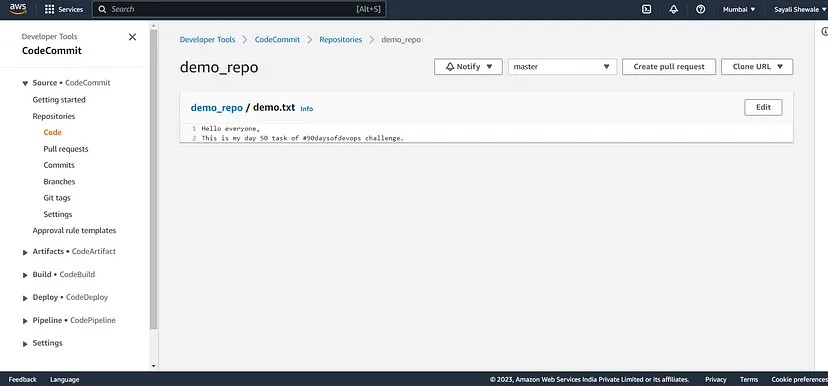 aws Services Search [Alt+S] Mumbai Sayali Shewale
Developer Tools
CodeCommit
Source • CodeCommit
Getting started
Repositories
Code
Pull requests
Commits
Branches
Git tags
Settings
Approval rule templates
Artifacts • CodeArtifact
Build • CodeBuild
Deploy • CodeDeploy
Pipeline • CodePipeline
Settings
Developer Tools > CodeCommit > Repositories > demo_repo
demo_repo
Notify master Create pull request Clone URL
demo_repo / demo.txt Info Edit
1 Hello everyone,
2 This is my day 50 task of #90daysofdevops challenge.
Feedback Language © 2023, Amazon Web Services India Private Limited or its affiliates. Privacy Terms Cookie preferences